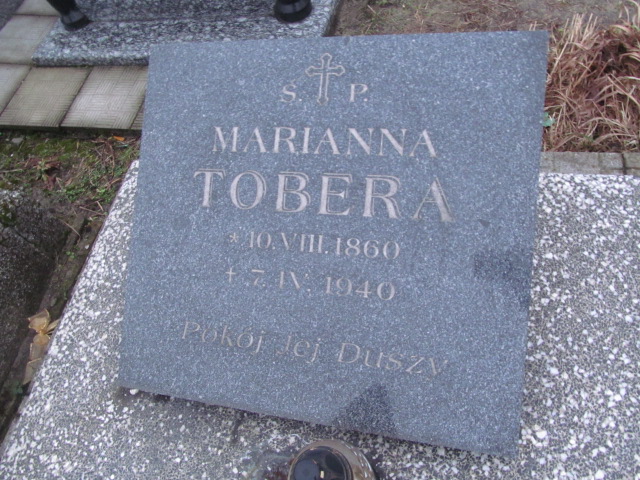 S. P.
MARIANNA
TOBERA
* 10.VIII.1860
+ 7.IV.1940
Pokój Jej Duszy